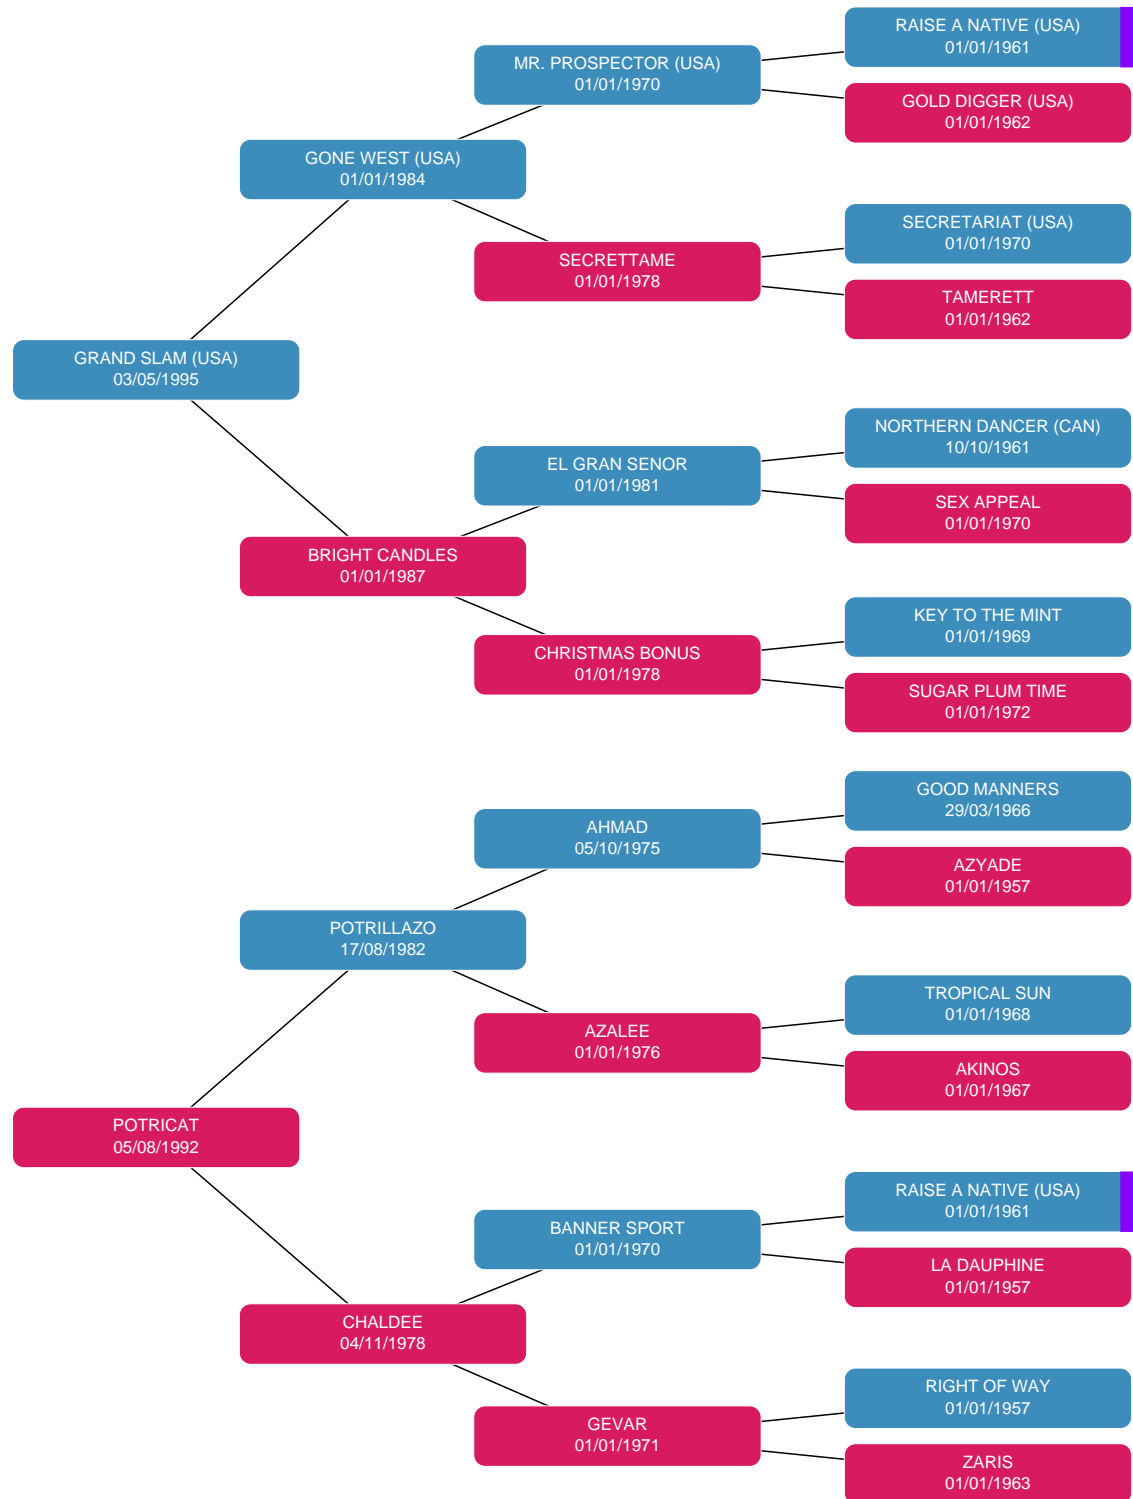 RAISE A NATIVE (USA)
01/01/1961
MR. PROSPECTOR (USA)
01/01/1970
GOLD DIGGER (USA)
01/01/1962
GONE WEST (USA)
01/01/1984
SECRETARIAT (USA)
01/01/1970
SECRETTAME
01/01/1978
TAMERETT
01/01/1962
GRAND SLAM (USA)
03/05/1995
NORTHERN DANCER (CAN)
10/10/1961
EL GRAN SENOR
01/01/1981
SEX APPEAL
01/01/1970
BRIGHT CANDLES
01/01/1987
KEY TO THE MINT
01/01/1969
CHRISTMAS BONUS
01/01/1978
SUGAR PLUM TIME
01/01/1972
GOOD MANNERS
29/03/1966
AHMAD
05/10/1975
AZYADE
01/01/1957
POTRILLAZO
17/08/1982
TROPICAL SUN
01/01/1968
AZALEE
01/01/1976
AKINOS
01/01/1967
POTRICAT
05/08/1992
RAISE A NATIVE (USA)
01/01/1961
BANNER SPORT
01/01/1970
LA DAUPHINE
01/01/1957
CHALDEE
04/11/1978
RIGHT OF WAY
01/01/1957
GEVAR
01/01/1971
ZARIS
01/01/1963